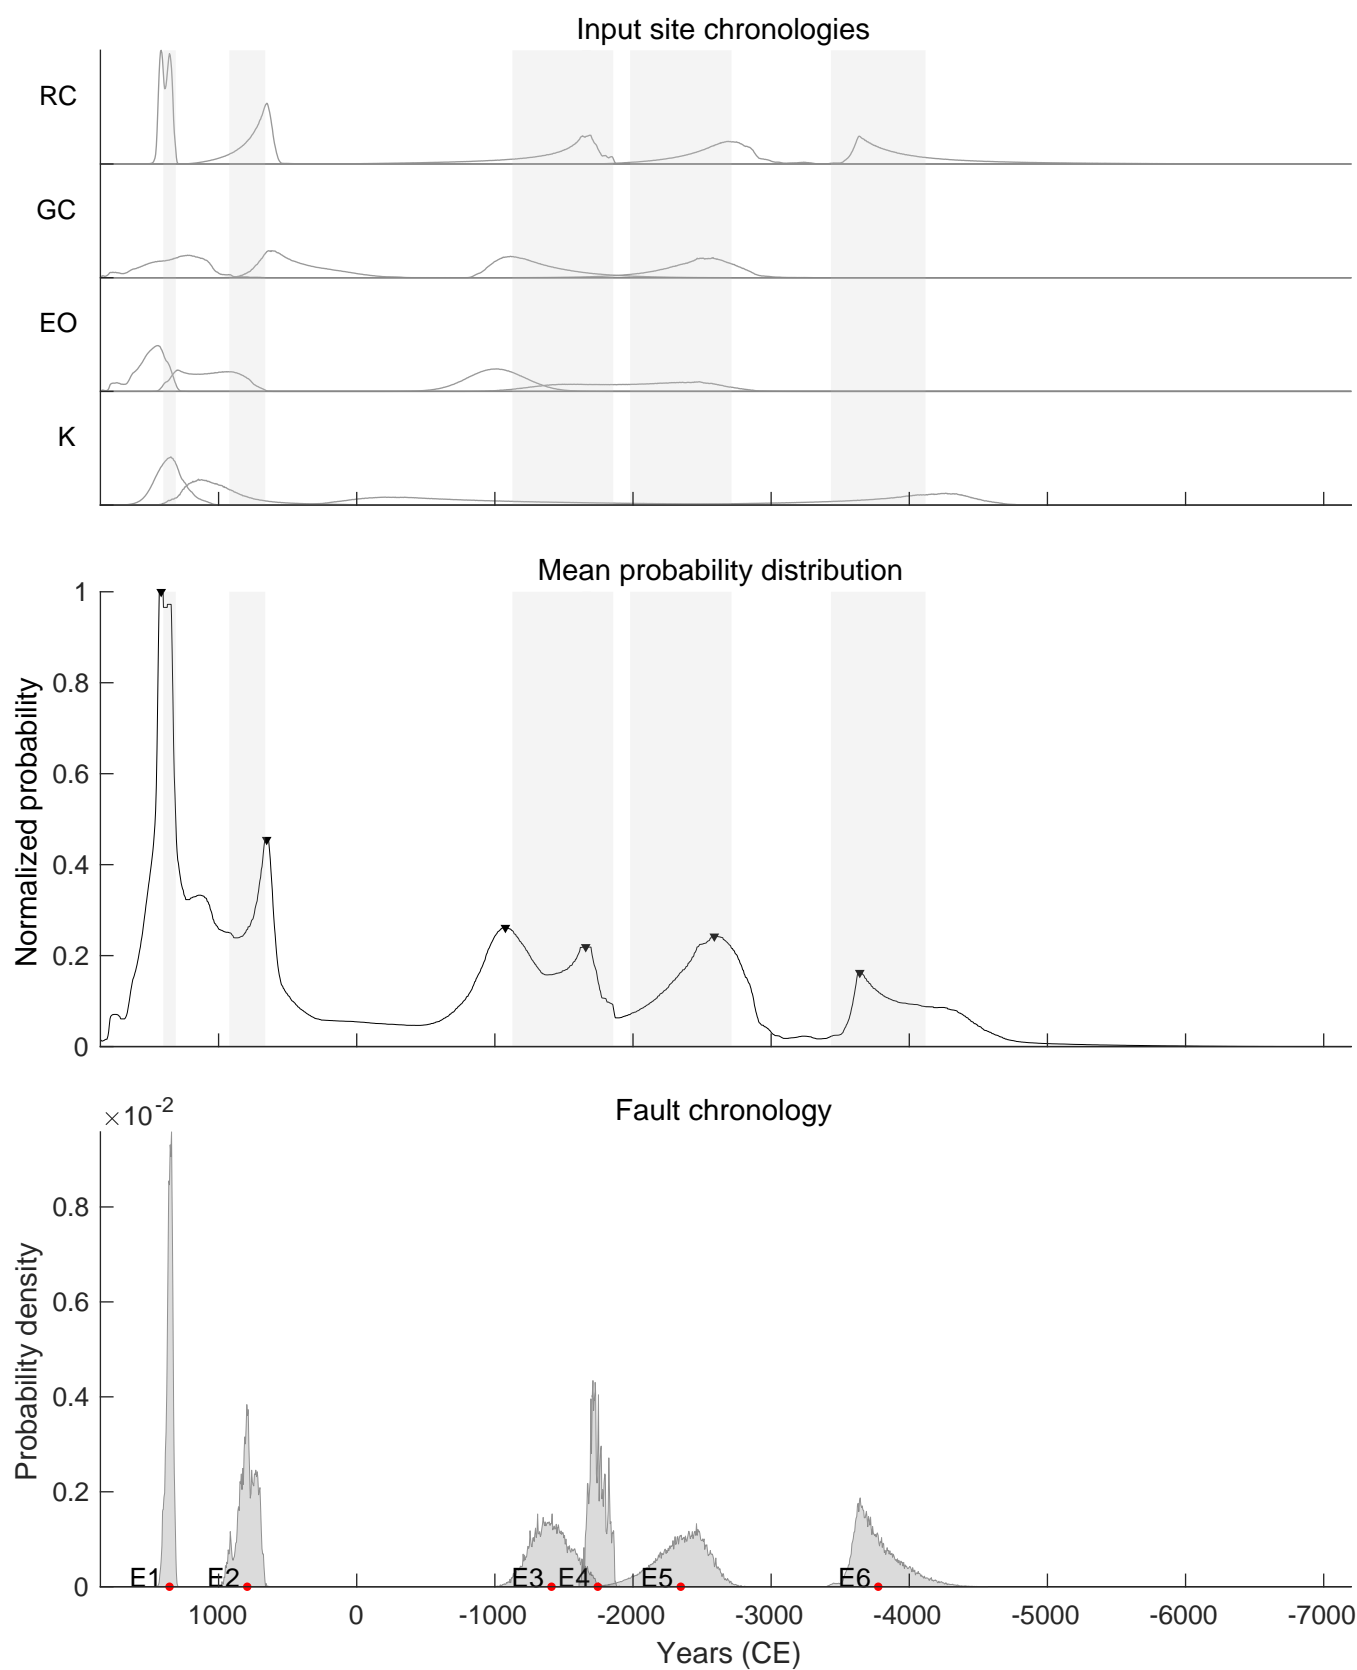 Input site chronologies
RC
GC
EO
K
Mean probability distribution
Normalized probability
1
0.8
0.6
0.4
0.2
0
Fault chronology
×10-2
Probability density
0.8
0.6
0.4
0.2
0
E1 E2 E3 E4 E5 E6
1000 0 -1000 -2000 -3000 -4000 -5000 -6000 -7000
Years (CE)